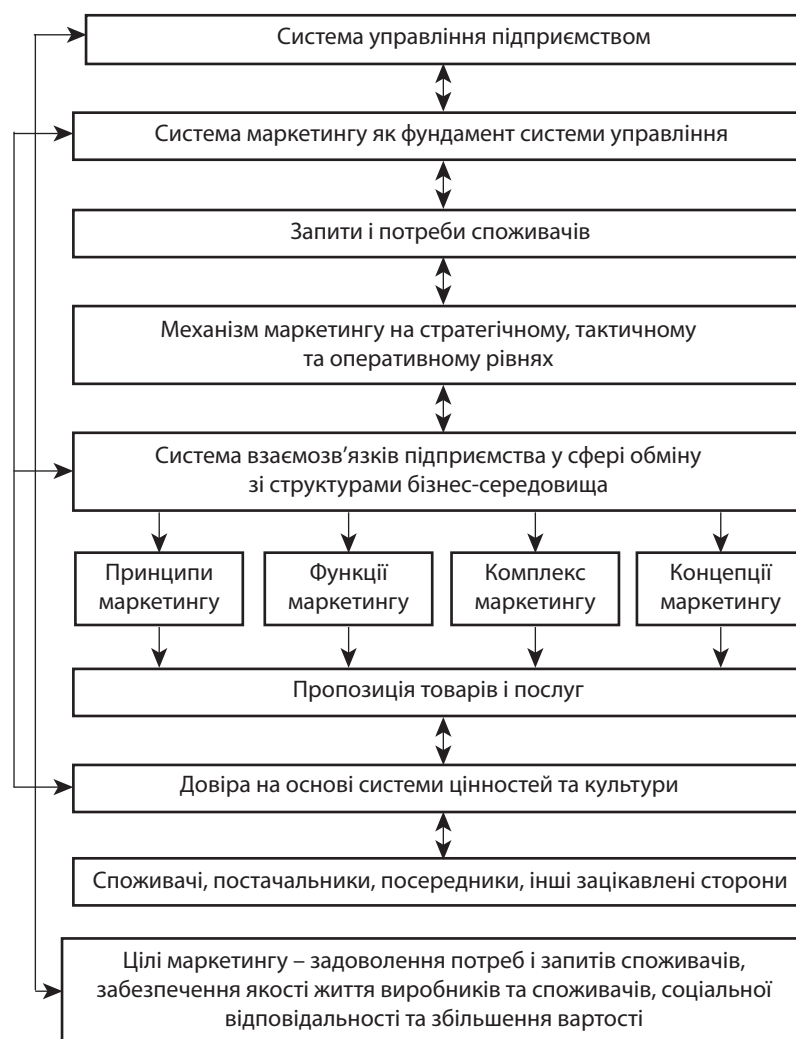 Система управління підприємством
Система маркетингу як фундамент системи управління
Запити і потреби споживачів
Механізм маркетингу на стратегічному, тактичному
та оперативному рівнях
Система взаємозв'язків підприємства у сфері обміну
зі структурами бізнес-середовища
Принципи
маркетингу
Функції
маркетингу
Комплекс
маркетингу
Концепції
маркетингу
Пропозиція товарів і послуг
Довіра на основі системи цінностей та культури
Споживачі, постачальники, посередники, інші зацікавлені сторони
Цілі маркетингу – задоволення потреб і запитів споживачів,
забезпечення якості життя виробників та споживачів, соціальної
відповідальності та збільшення вартості